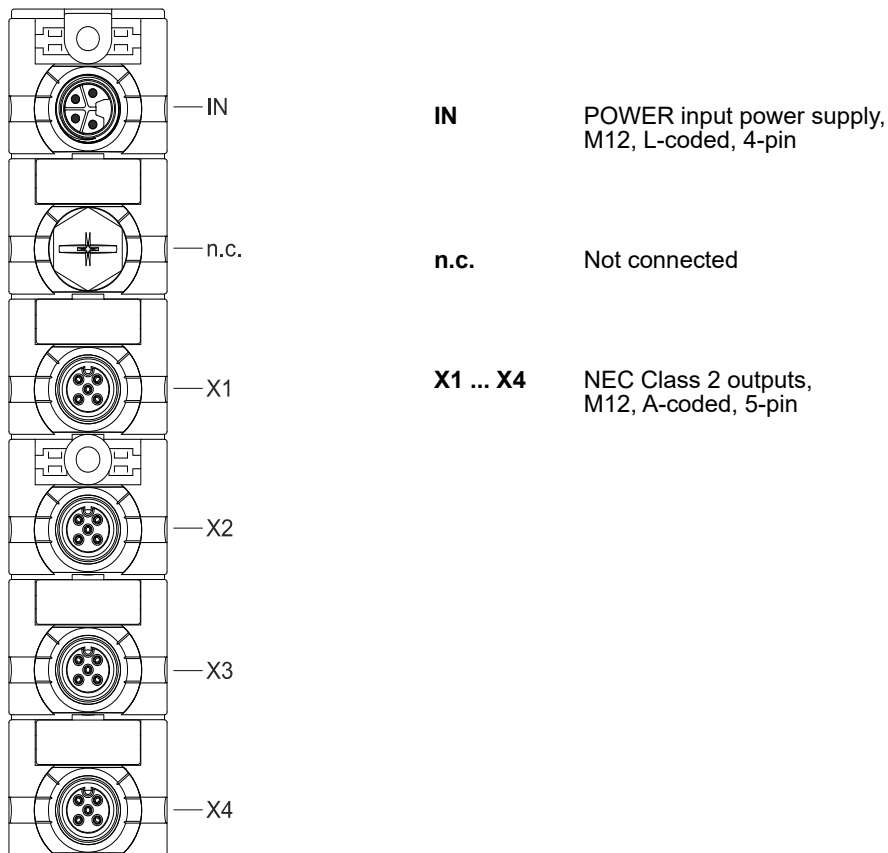 IN
n.c.
X1
X2
X3
X4
IN POWER input power supply,
M12, L-coded, 4-pin
n.c. Not connected
X1 ... X4 NEC Class 2 outputs,
M12, A-coded, 5-pin